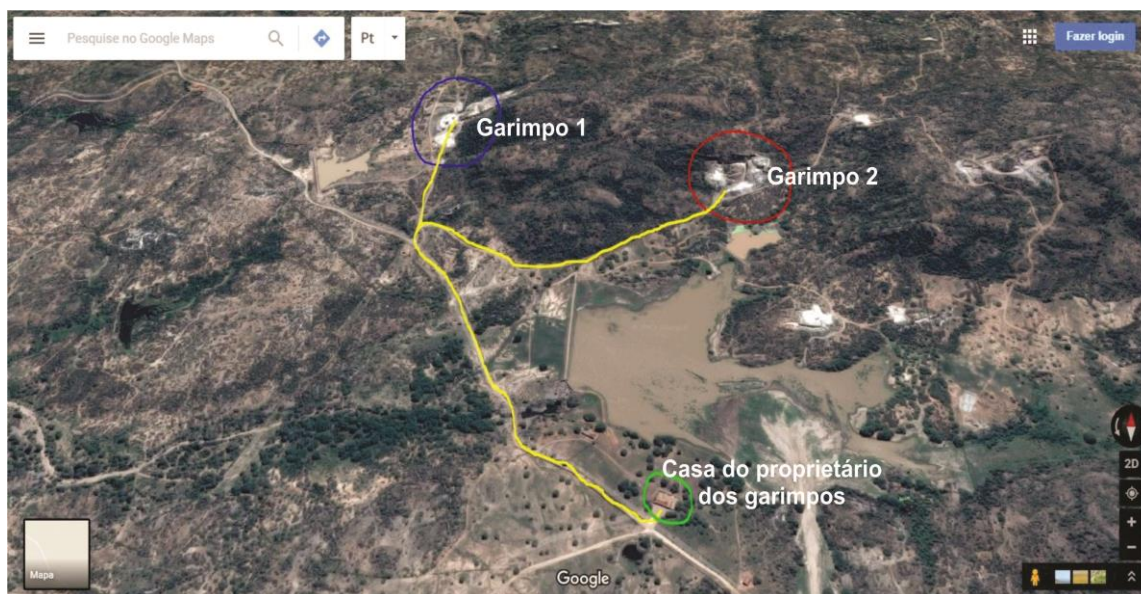 Pesquise no Google Maps
Pt
Fazer login
Garimpo 1
Garimpo 2
Casa do proprietário
dos garimpos
2D
Mapa
Google